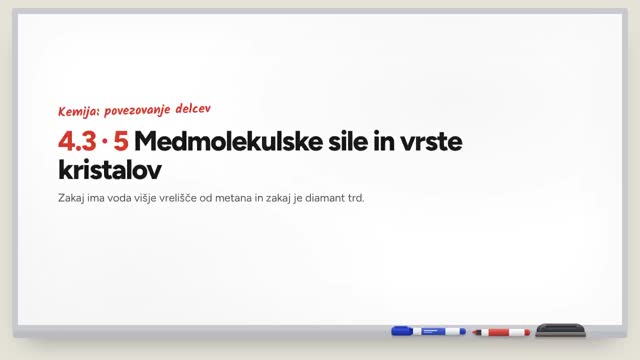 Kemija: povezovanje delcev
4.3 · 5 Medmolekulske sile in vrste
kristalov
Zakaj ima voda višje vrelišče od metana in zakaj je diamant trd.